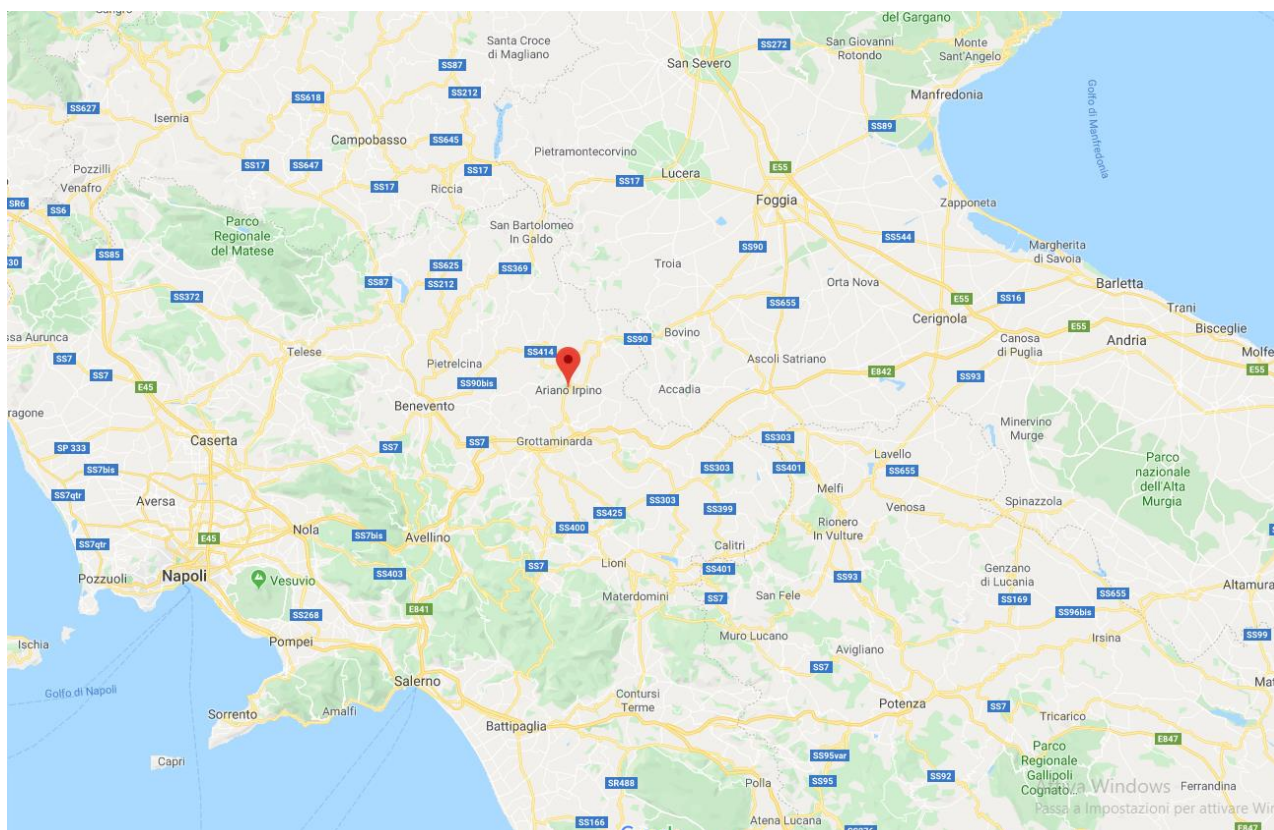 del Gargano
SS272
San Giovanni
Rotondo
Monte
Sant'Angelo
Santa Croce
di Magliano
SS87
San Severo
Manfredonia
Golfo di Manfredonia
SS627
SS618
SS212
Isernia
Campobasso
SS645
SS89
Pietramontecorvino
E55
Pozzilli
SS17
SS647
SS17
SS17
Lucera
Venafro
SS17
Riccia
SR6
SS6
Foggia
Zapponeta
Parco
Regionale
del Matese
San Bartolomeo
In Galdo
SS90
SS544
Margherita
di Savoia
SS85
30
SS625
SS369
Troia
SS87
SS212
Orta Nova
Barletta
SS372
SS655
E55
SS16
Trani
Cerignola
E55
Bisceglie
ssa Aurunca
SS90
Bovino
Canosa
di Puglia
Andria
SS7
Telese
Pietrelcina
SS414
Ascoli Satriano
Molfe
SS7
E842
SS93
E55
E45
SS90bis
Ariano Irpino
Accadia
Benevento
ragone
Minervino
Murge
Caserta
SP 333
SS7
SS7
Grottaminarda
SS303
Lavello
Parco
nazionale
dell'Alta
Murgia
SS7bis
SS303
SS401
SS655
SS7qtr
Aversa
Melfi
SS303
SS399
Venosa
Spinazzola
SS425
Nola
SS7bis
SS400
Rionero
In Vulture
E45
Avellino
SS7qtr
Calitri
Lioni
SS7
SS401
SS93
Genzano
di Lucania
Pozzuoli
Napoli
Vesuvio
SS403
Altamura
Materdomini
SS7
San Fele
SS169
SS655
SS96bis
SS268
E841
Ischia
Pompei
Muro Lucano
Irsina
SS99
Avigliano
SS7
Golfo di Napoli
Salerno
Mat
Contursi
Terme
Sorrento
Amalfi
Potenza
SS7
Battipaglia
Tricarico
E847
Capri
SS95var
Parco
Regionale
Gallipoli
Cognato...
SR488
Polla
SS95
SS92
Ferrandina
Attiva Windows
Passa a Impostazioni per attivare Win
SS166
Atena Lucana
E847